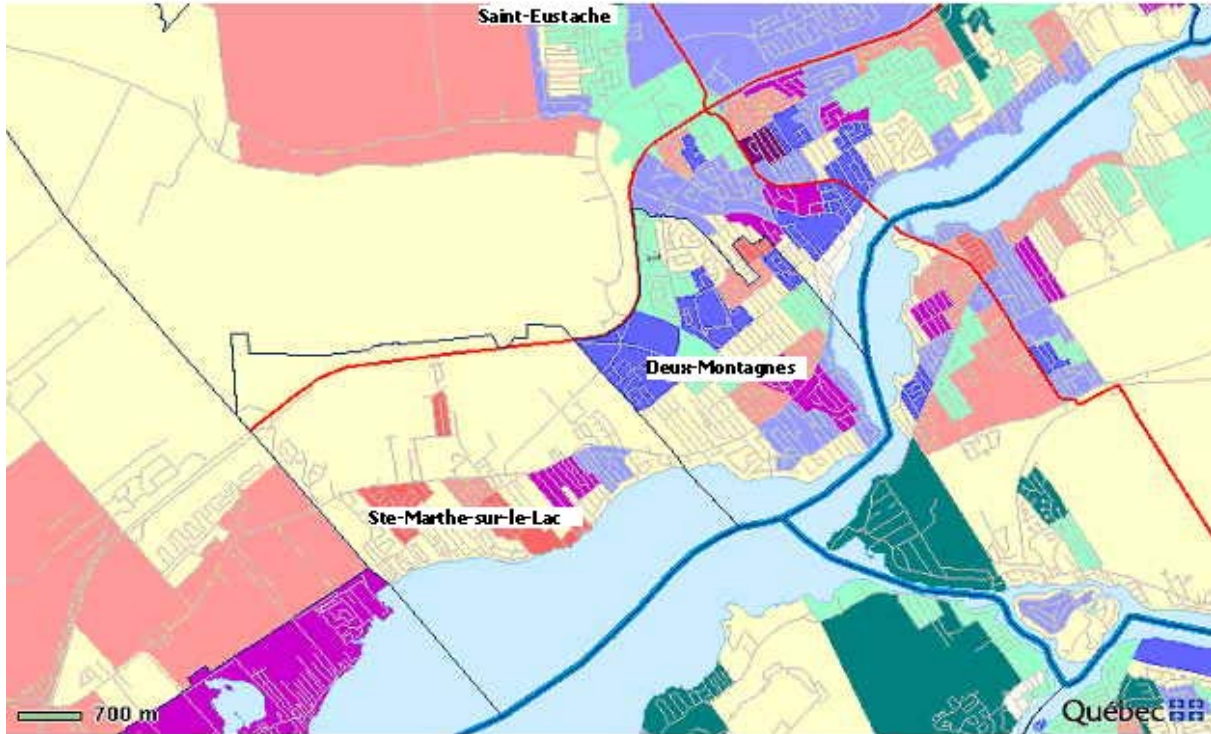 Saint-Eustache
Deux-Montagnes
Ste-Marthe-sur-le-Lac
700 m
Québec